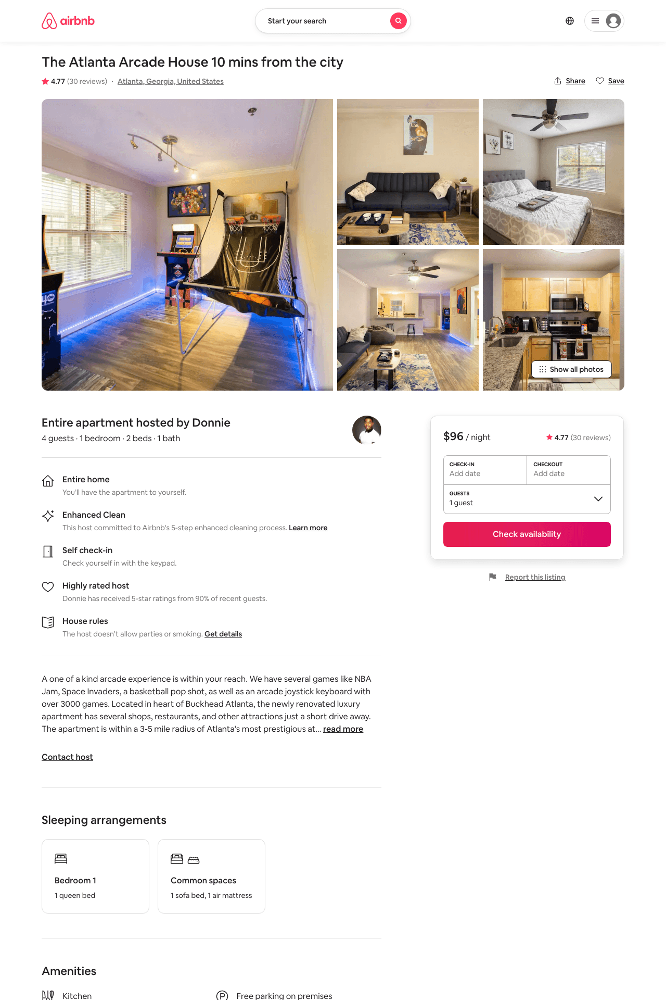 airbnb
Start your search
The Atlanta Arcade House 10 mins from the city
4.77 (30 reviews) · Atlanta, Georgia, United States
Share
Save
Show all photos
Entire apartment hosted by Donnie
4 guests · 1 bedroom · 2 beds · 1 bath
$96 / night
4.77 (30 reviews)
CHECK-IN
Add date
CHECKOUT
Add date
GUESTS
1 guest
Check availability
Report this listing
Entire home
You’ll have the apartment to yourself.
Enhanced Clean
This host committed to Airbnb's 5-step enhanced cleaning process. Learn more
Self check-in
Check yourself in with the keypad.
Highly rated host
Donnie has received 5-star ratings from 90% of recent guests.
House rules
The host doesn’t allow parties or smoking. Get details
A one of a kind arcade experience is within your reach. We have several games like NBA
Jam, Space Invaders, a basketball pop shot, as well as an arcade joystick keyboard with
over 3000 games. Located in heart of Buckhead Atlanta, the newly renovated luxury
apartment has several shops, restaurants, and other attractions just a short drive away.
The apartment is within a 3-5 mile radius of Atlanta's most prestigious at... read more
Contact host
Sleeping arrangements
Bedroom 1
1 queen bed
Common spaces
1 sofa bed, 1 air mattress
Amenities
Kitchen
Free parking on premises